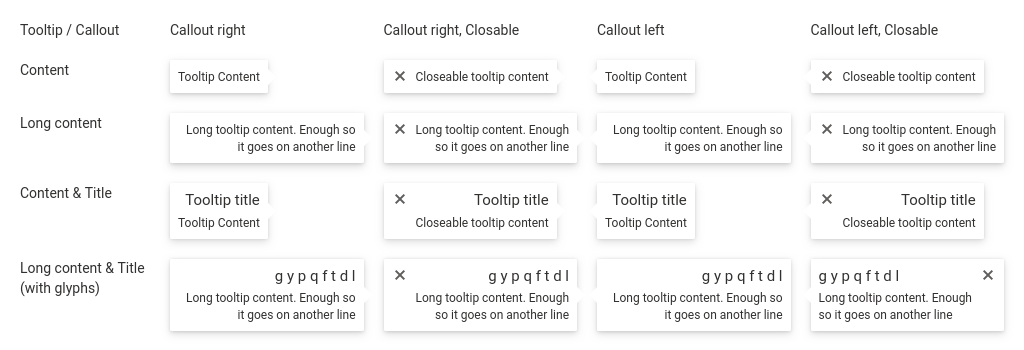 Tooltip / Callout
Callout right
Callout right, Closable
Callout left
Callout left, Closable
Content
Tooltip Content
✕ Closeable tooltip content
Tooltip Content
✕ Closeable tooltip content
Long content
Long tooltip content. Enough so
it goes on another line
✕ Long tooltip content. Enough
so it goes on another line
Long tooltip content. Enough so
it goes on another line
✕ Long tooltip content. Enough
so it goes on another line
Content & Title
Tooltip title
Tooltip Content
✕ Tooltip title
Closeable tooltip content
Tooltip title
Tooltip Content
✕ Tooltip title
Closeable tooltip content
Long content & Title
(with glyphs)
g y p q f t d l
Long tooltip content. Enough so
it goes on another line
✕ g y p q f t d l
Long tooltip content. Enough
so it goes on another line
g y p q f t d l
Long tooltip content. Enough so
it goes on another line
g y p q f t d l ✕
Long tooltip content. Enough
so it goes on another line